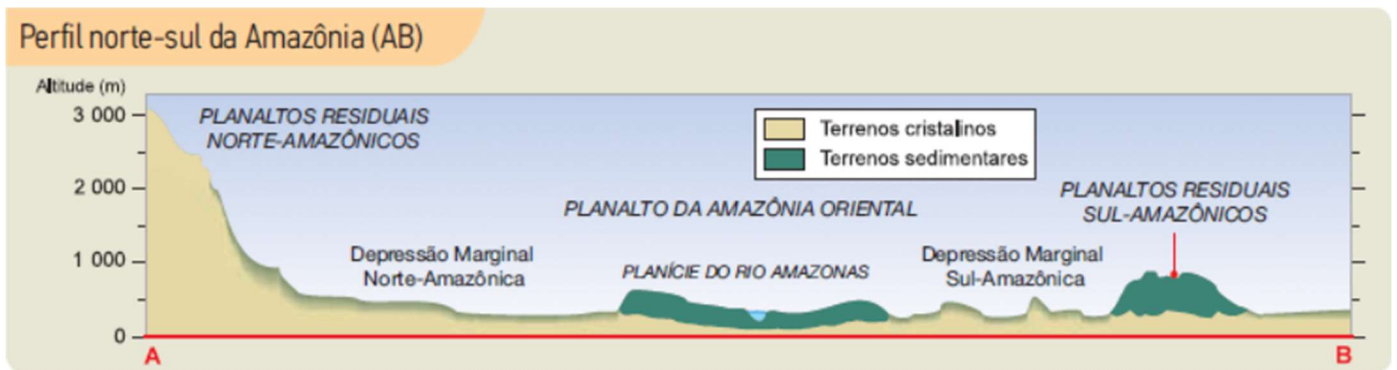 Perfil norte-sul da Amazônia (AB)
Altitude (m)
3 000
2 000
1 000
0
PLANALTOS RESIDUAIS
NORTE-AMAZÔNICOS
Terrenos cristalinos
Terrenos sedimentares
PLANALTO DA AMAZÔNIA ORIENTAL
PLANALTOS RESIDUAIS
SUL-AMAZÔNICOS
Depressão Marginal
Norte-Amazônica
PLANÍCIE DO RIO AMAZONAS
Depressão Marginal
Sul-Amazônica
A
B